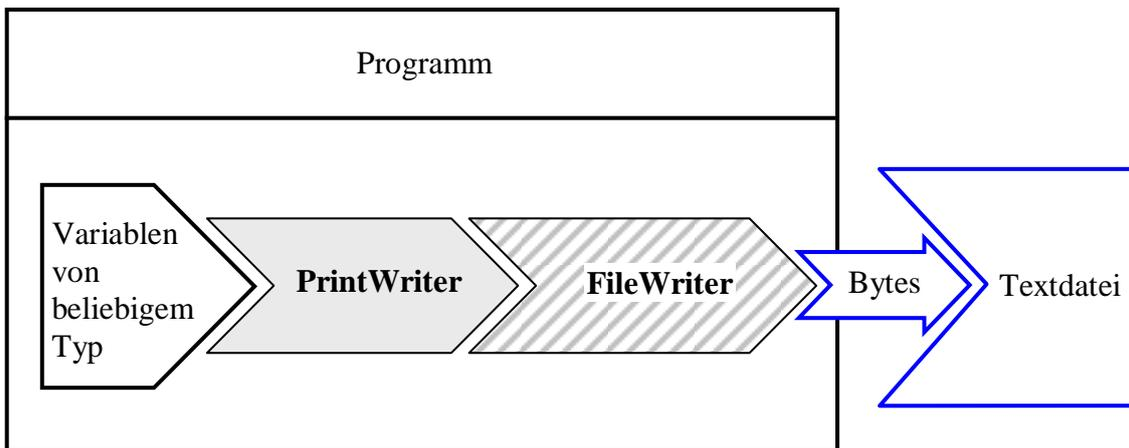 Programm
Variablen
von
beliebigem
Typ
PrintWriter
FileWriter
Bytes
Textdatei